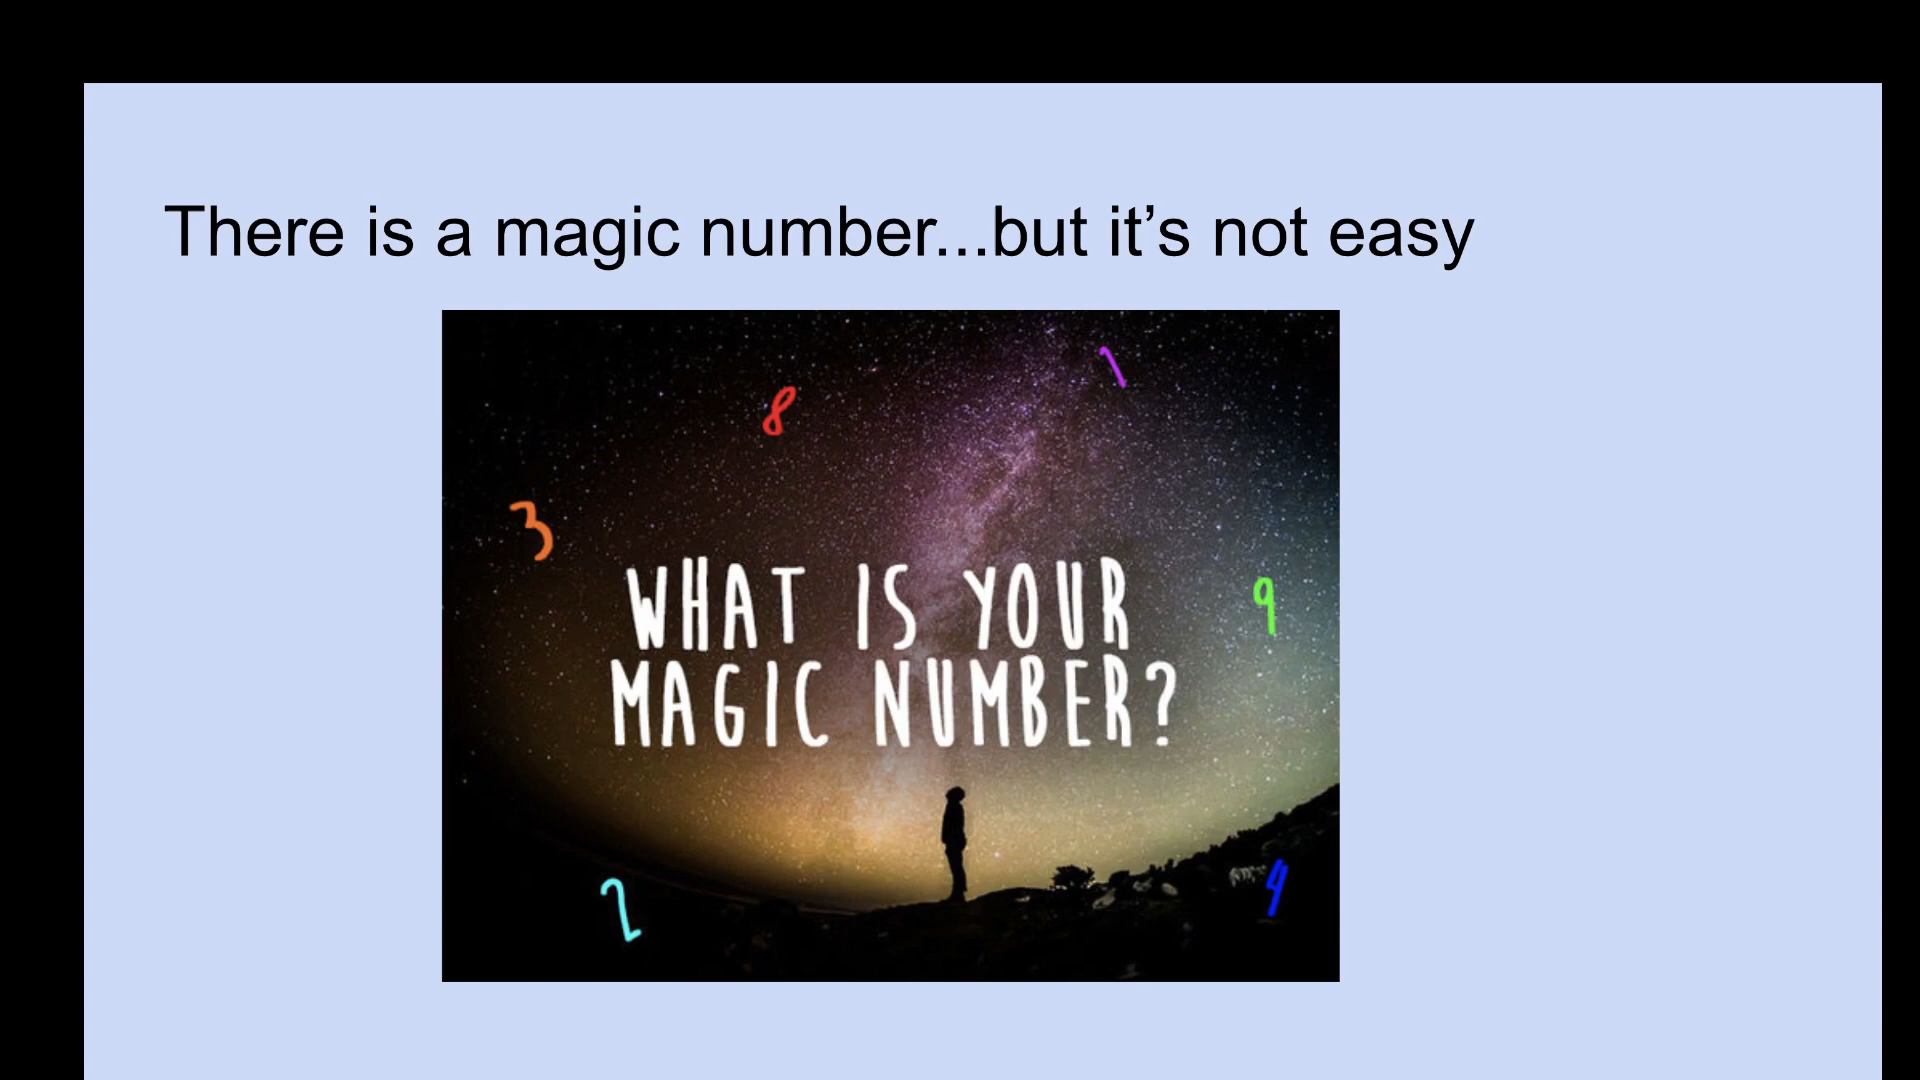 There is a magic number...but it’s not easy
1
8
3
WHAT IS YOUR
9
MAGIC NUMBER?
2
4